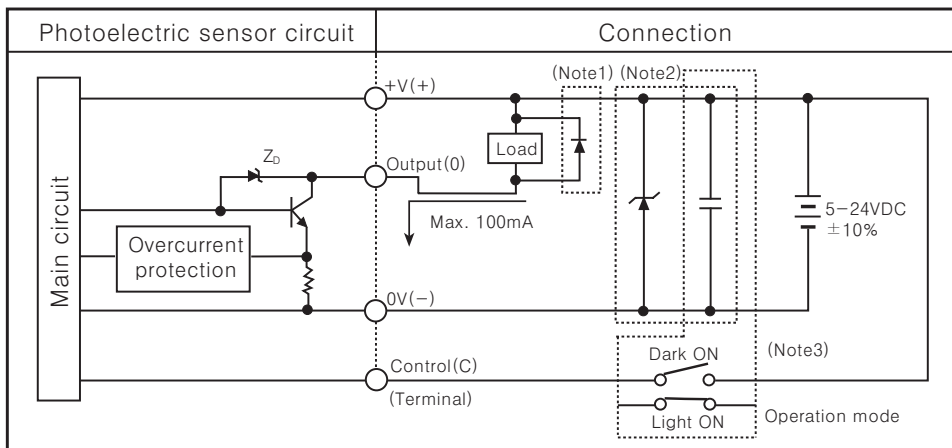 Photoelectric sensor circuit
Connection
(Note1) (Note2)
+V(+)
Load
Z_D
Output(0)
Max. 100mA
5-24VDC
±10%
Main circuit
Overcurrent
protection
0V(-)
Dark ON
(Note3)
Control(C)
(Terminal)
Light ON
Operation mode